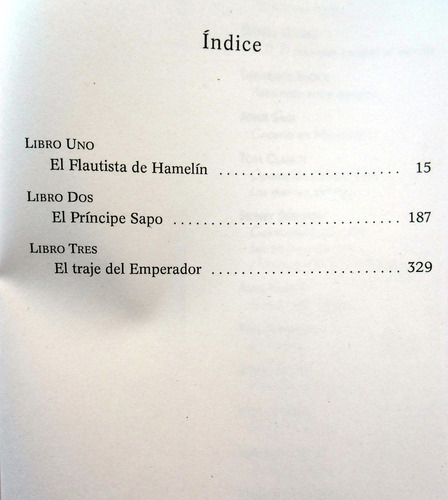 Índice
LIBRO UNO
El Flautista de Hamelín ........................ 15
LIBRO DOS
El Príncipe Sapo ............................... 187
LIBRO TRES
El traje del Emperador ......................... 329